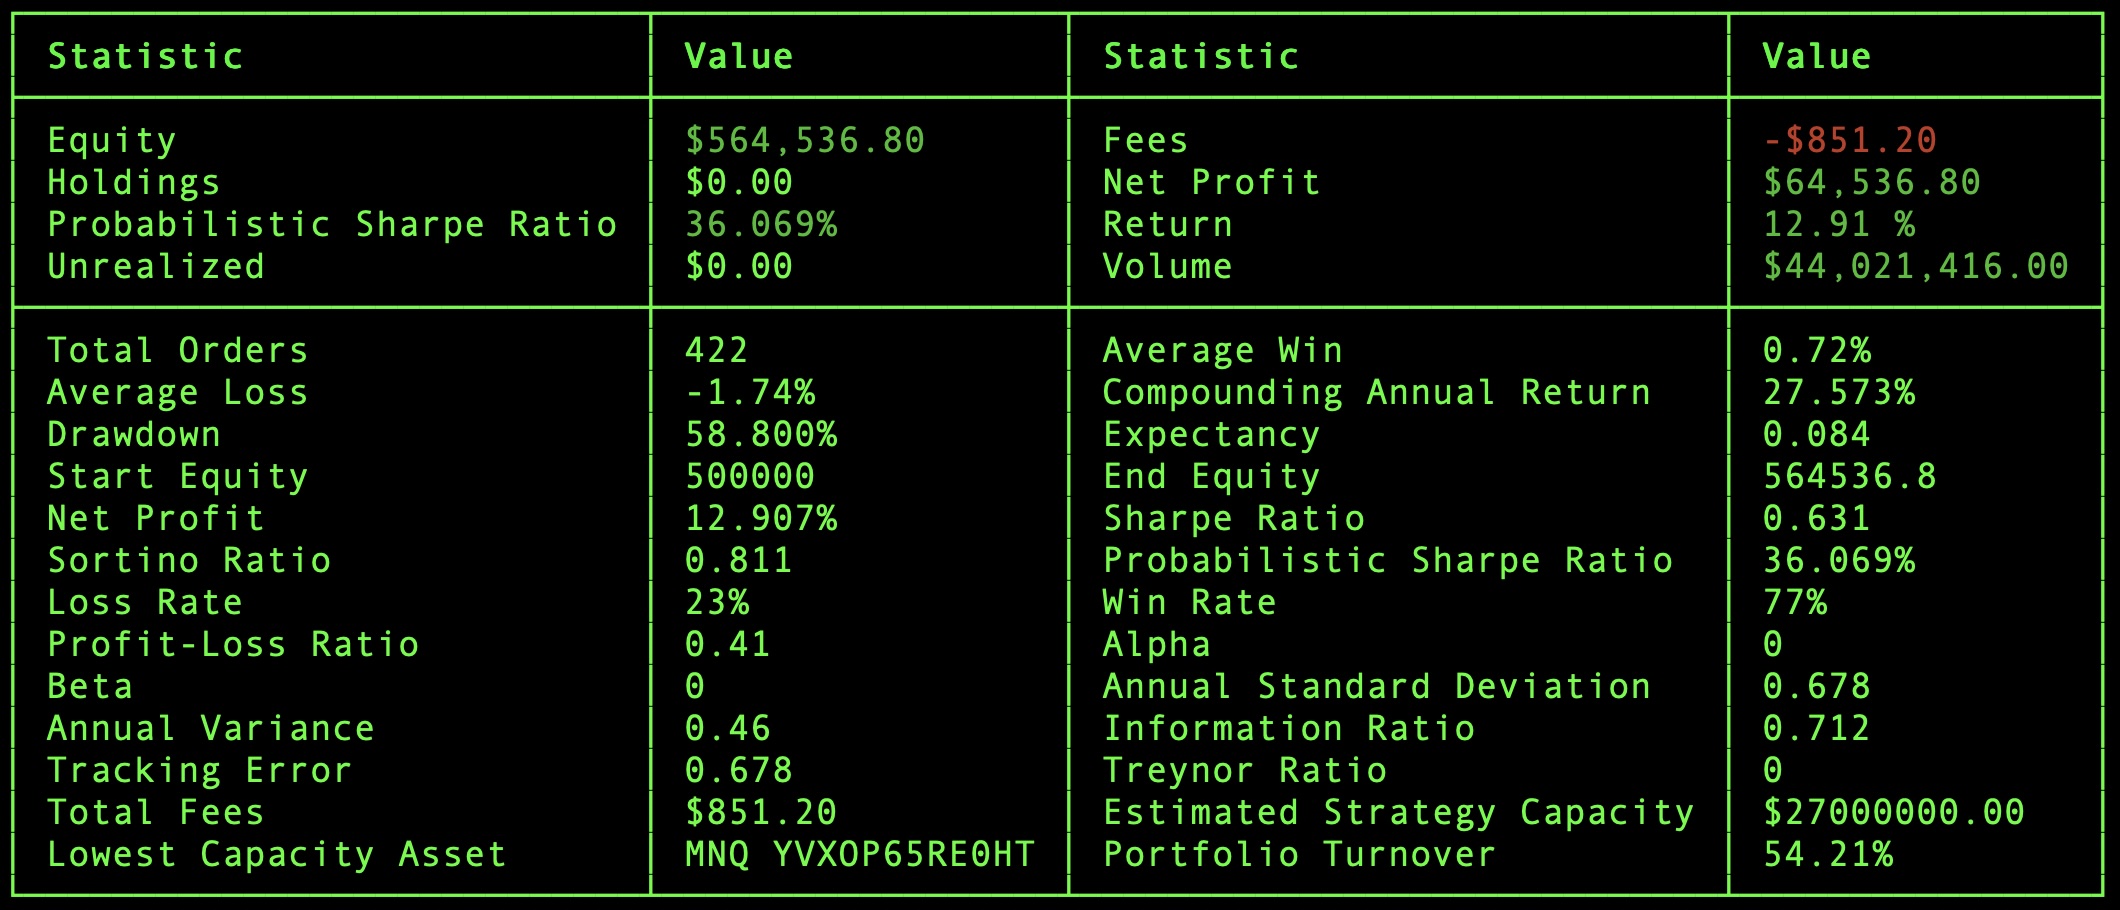 Statistic Value Statistic Value
Equity $564,536.80 Fees -$851.20
Holdings $0.00 Net Profit $64,536.80
Probabilistic Sharpe Ratio 36.069% Return 12.91 %
Unrealized $0.00 Volume $44,021,416.00
Total Orders 422 Average Win 0.72%
Average Loss -1.74% Compounding Annual Return 27.573%
Drawdown 58.800% Expectancy 0.084
Start Equity 500000 End Equity 564536.8
Net Profit 12.907% Sharpe Ratio 0.631
Sortino Ratio 0.811 Probabilistic Sharpe Ratio 36.069%
Loss Rate 23% Win Rate 77%
Profit-Loss Ratio 0.41 Alpha 0
Beta 0 Annual Standard Deviation 0.678
Annual Variance 0.46 Information Ratio 0.712
Tracking Error 0.678 Treynor Ratio 0
Total Fees $851.20 Estimated Strategy Capacity $27000000.00
Lowest Capacity Asset MNQ YVXOP65RE0HT Portfolio Turnover 54.21%